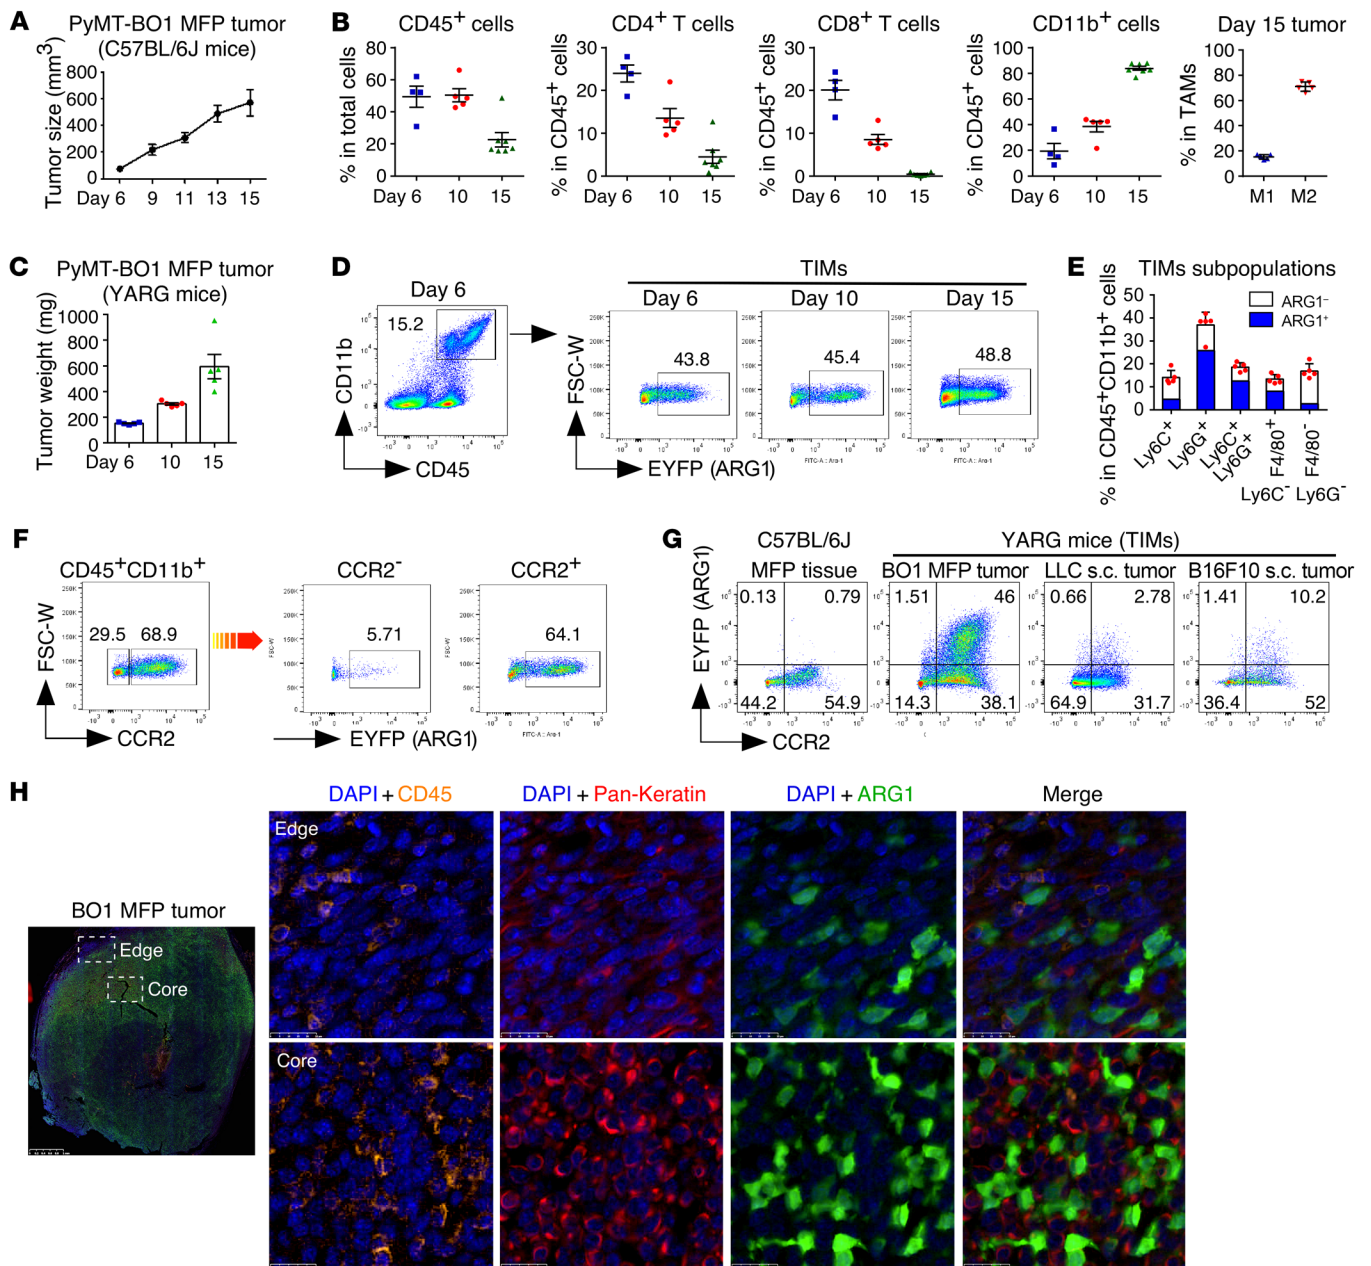 A
PyMT-BO1 MFP tumor
(C57BL/6J mice)
Tumor size (mm³)
800
600
400
200
0
Day 6 9 11 13 15
B
CD45⁺ cells
% in total cells
80
60
40
20
0
Day 6 10 15
CD4⁺ T cells
% in CD45⁺ cells
30
20
10
0
Day 6 10 15
CD8⁺ T cells
% in CD45⁺ cells
30
20
10
0
Day 6 10 15
CD11b⁺ cells
% in CD45⁺ cells
100
80
60
40
20
0
Day 6 10 15
Day 15 tumor
% in TAMs
100
80
60
40
20
0
M1 M2
C
PyMT-BO1 MFP tumor
(YARG mice)
Tumor weight (mg)
1000
800
600
400
200
0
Day 6 10 15
D
Day 6
15.2
CD11b
CD45
TIMs
Day 6 Day 10 Day 15
FSC-W
43.8 45.4 48.8
EYFP (ARG1)
FITC-A :: Arg-1
E
TIMs subpopulations
% in CD45⁺CD11b⁺ cells
50
40
30
20
10
0
ARG1⁻
ARG1⁺
Ly6C⁺
Ly6G⁺
Ly6C⁺
Ly6G⁺
F4/80⁺
F4/80⁻
Ly6C⁻ Ly6G⁻
F
CD45⁺CD11b⁺
FSC-W
29.5 68.9
CCR2
CCR2⁻
5.71
CCR2⁺
64.1
EYFP (ARG1)
FITC-A :: Arg-1
G
C57BL/6J
YARG mice (TIMs)
MFP tissue BO1 MFP tumor LLC s.c. tumor B16F10 s.c. tumor
EYFP (ARG1)
0.13 0.79 1.51 46 0.66 2.78 1.41 10.2
44.2 54.9 14.3 38.1 64.9 31.7 36.4 52
CCR2
H
DAPI + CD45 DAPI + Pan-Keratin DAPI + ARG1 Merge
BO1 MFP tumor
Edge
Core
Edge
Core